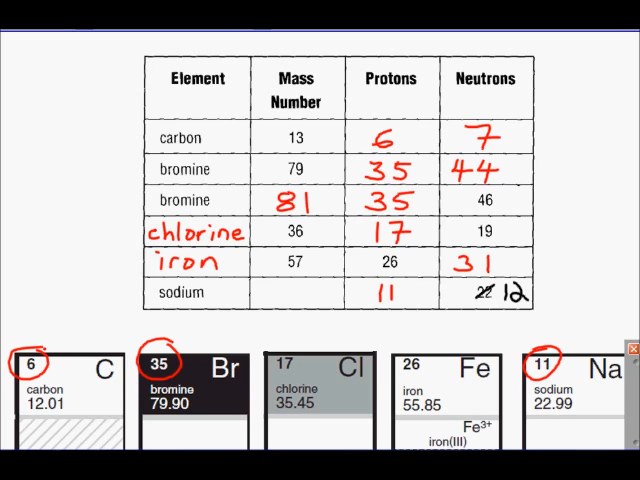 Element Mass Number Protons Neutrons
carbon 13 6 7
bromine 79 35 44
bromine 81 35 46
chlorine 36 17 19
iron 57 26 31
sodium 11 22 12
6 C
carbon
12.01
35 Br
bromine
79.90
17 Cl
chlorine
35.45
26 Fe
iron
55.85
Fe3+
iron(III)
11 Na
sodium
22.99